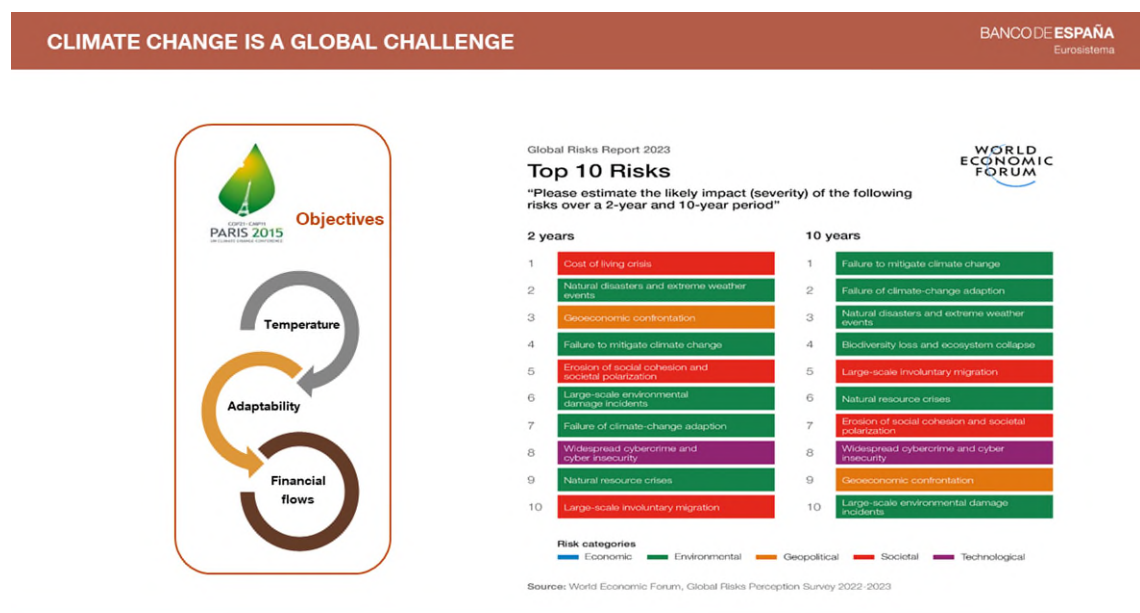 CLIMATE CHANGE IS A GLOBAL CHALLENGE
BANCO DE ESPAÑA
Eurosistema
COP21·CMP11
PARIS 2015
UN CLIMATE CHANGE CONFERENCE
Objectives
Temperature
Adaptability
Financial
flows
Global Risks Report 2023
Top 10 Risks
"Please estimate the likely impact (severity) of the following
risks over a 2-year and 10-year period"
WORLD
ECONOMIC
FORUM
2 years
1 Cost of living crisis
2 Natural disasters and extreme weather
events
3 Geoeconomic confrontation
4 Failure to mitigate climate change
5 Erosion of social cohesion and
societal polarization
6 Large-scale environmental
damage incidents
7 Failure of climate-change adaption
8 Widespread cybercrime and
cyber insecurity
9 Natural resource crises
10 Large-scale involuntary migration
10 years
1 Failure to mitigate climate change
2 Failure of climate-change adaption
3 Natural disasters and extreme weather
events
4 Biodiversity loss and ecosystem collapse
5 Large-scale involuntary migration
6 Natural resource crises
7 Erosion of social cohesion and societal
polarization
8 Widespread cybercrime and cyber
insecurity
9 Geoeconomic confrontation
10 Large-scale environmental damage
incidents
Risk categories
Economic Environmental Geopolitical Societal Technological
Source: World Economic Forum, Global Risks Perception Survey 2022-2023